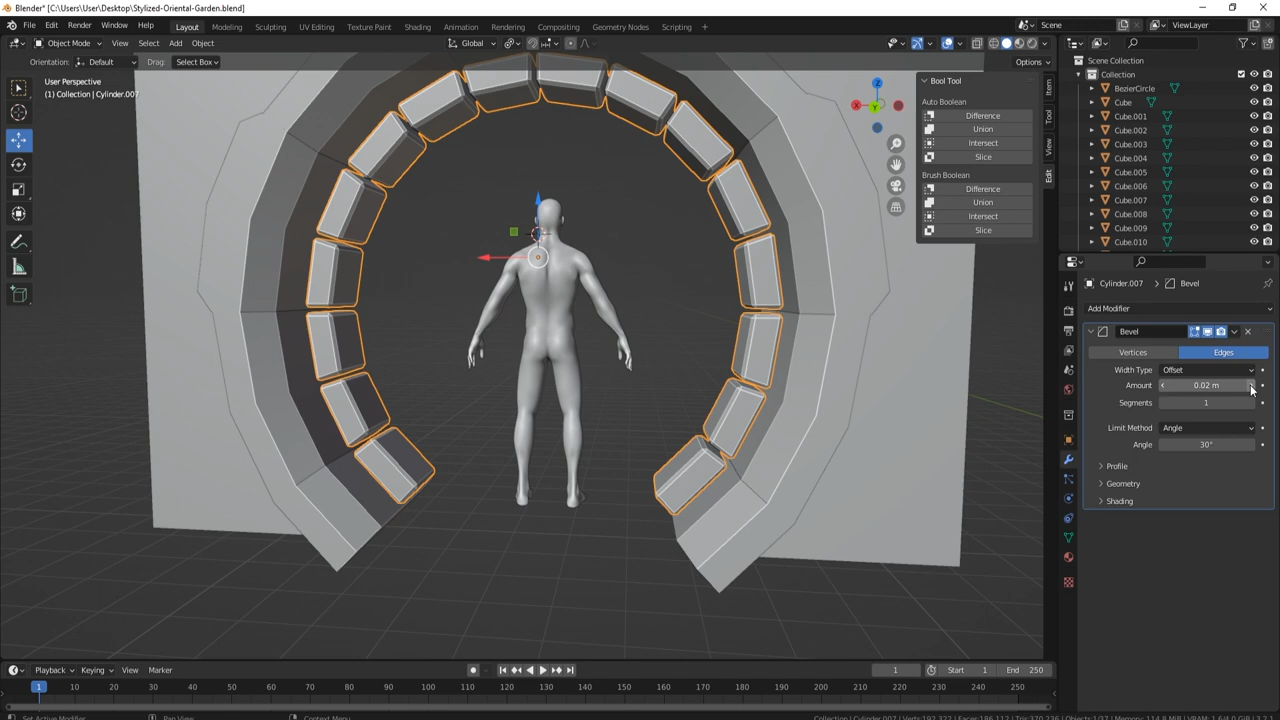 Blender* [C:\Users\User\Desktop\Stylized-Oriental-Garden.blend]
File Edit Render Window Help Layout Modeling Sculpting UV Editing Texture Paint Shading Animation Rendering Compositing Geometry Nodes Scripting + Scene ViewLayer
Object Mode View Select Add Object Global
Orientation: Default Drag: Select Box Options
User Perspective
(1) Collection | Cylinder.007
Bool Tool
Auto Boolean
Difference
Union
Intersect
Slice
Brush Boolean
Difference
Union
Intersect
Slice
Item
Tool
View
Edit
X
Y
Z
Scene Collection
Collection
BezierCircle
Cube
Cube.001
Cube.002
Cube.003
Cube.004
Cube.005
Cube.006
Cube.007
Cube.008
Cube.009
Cube.010
Cylinder.007 > Bevel
Add Modifier
Bevel
Vertices Edges
Width Type Offset
Amount 0.02 m
Segments 1
Limit Method Angle
Angle 30°
Profile
Geometry
Shading
Playback Keying View Marker 1 Start 1 End 250
1 10 20 30 40 50 60 70 80 90 100 110 120 130 140 150 160 170 180 190 200 210 220 230 240 250
Set Active Modifier Pan View Context Menu